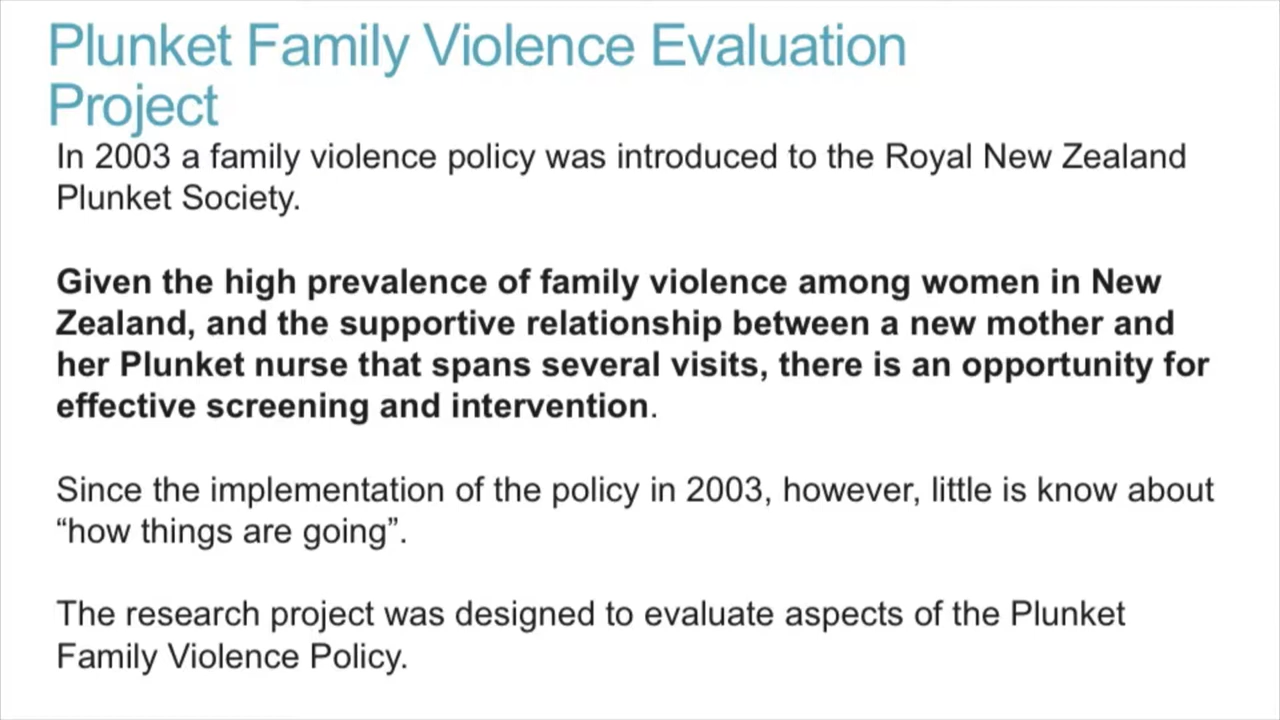 Plunket Family Violence Evaluation
Project
In 2003 a family violence policy was introduced to the Royal New Zealand
Plunket Society.
Given the high prevalence of family violence among women in New
Zealand, and the supportive relationship between a new mother and
her Plunket nurse that spans several visits, there is an opportunity for
effective screening and intervention.
Since the implementation of the policy in 2003, however, little is know about
“how things are going”.
The research project was designed to evaluate aspects of the Plunket
Family Violence Policy.